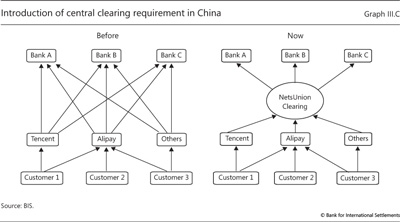 Introduction of central clearing requirement in China
Graph III.C
Before
Now
Bank A
Bank B
Bank C
Bank A
Bank B
Bank C
NetsUnion
Clearing
Tencent
Alipay
Others
Tencent
Alipay
Others
Customer 1
Customer 2
Customer 3
Customer 1
Customer 2
Customer 3
Source: BIS.
© Bank for International Settlements